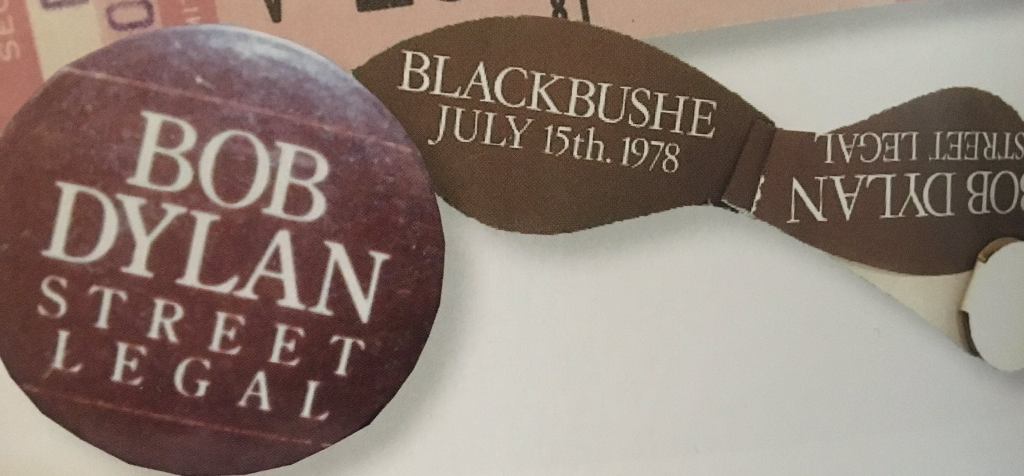 BOB
DYLAN
STREET
LEGAL
BLACKBUSHE
JULY 15th. 1978
BOB DYLAN
STREET LEGAL